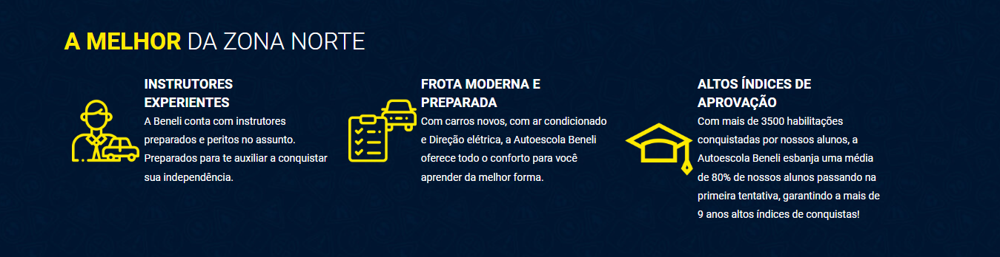 A MELHOR DA ZONA NORTE
INSTRUTORES
EXPERIENTES
A Beneli conta com instrutores
preparados e peritos no assunto.
Preparados para te auxiliar a conquistar
sua independência.
FROTA MODERNA E
PREPARADA
Com carros novos, com ar condicionado
e Direção elétrica, a Autoescola Beneli
oferece todo o conforto para você
aprender da melhor forma.
ALTOS ÍNDICES DE
APROVAÇÃO
Com mais de 3500 habilitações
conquistadas por nossos alunos, a
Autoescola Beneli esbanja uma média
de 80% de nossos alunos passando na
primeira tentativa, garantindo a mais de
9 anos altos índices de conquistas!